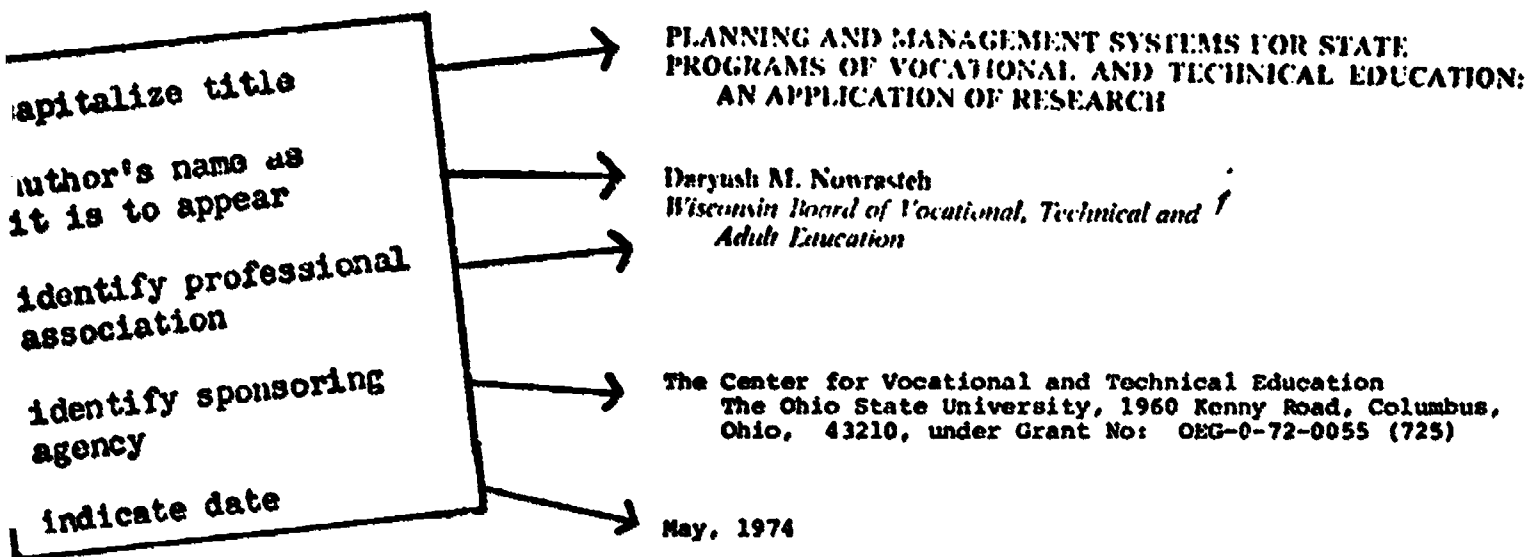 apitalize title
uthor's name as
it is to appear
identify professional
association
identify sponsoring
agency
indicate date
PLANNING AND MANAGEMENT SYSTEMS FOR STATE
PROGRAMS OF VOCATIONAL AND TECHNICAL EDUCATION:
AN APPLICATION OF RESEARCH
Daryush M. Nowrasteh
Wisconsin Board of Vocational, Technical and
Adult Education
The Center for Vocational and Technical Education
The Ohio State University, 1960 Kenny Road, Columbus,
Ohio, 43210, under Grant No: OEG-0-72-0055 (725)
May, 1974